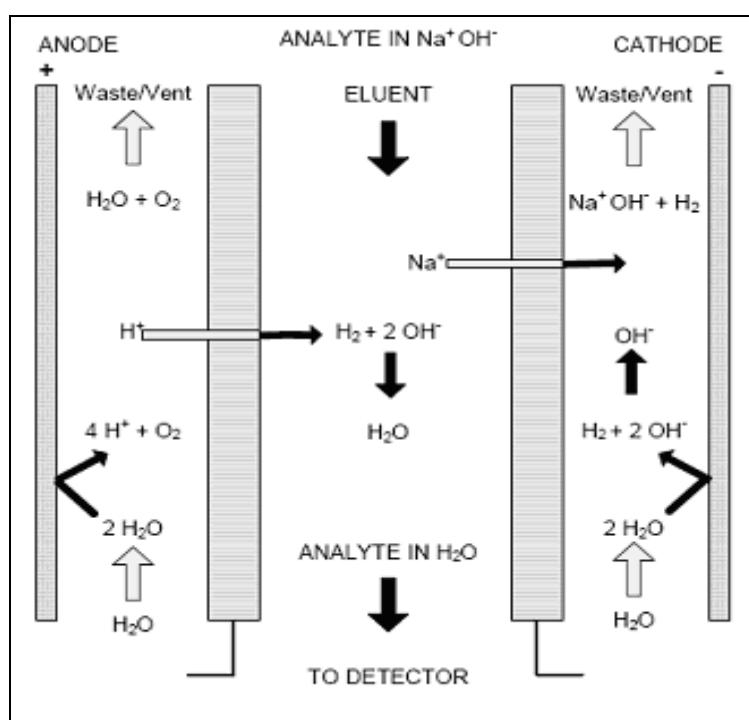 ANODE
+
Waste/Vent
H₂O + O₂
H⁺
4 H⁺ + O₂
2 H₂O
H₂O
ANALYTE IN Na⁺ OH⁻
ELUENT
Na⁺
H₂ + 2 OH⁻
H₂O
ANALYTE IN H₂O
TO DETECTOR
CATHODE
-
Waste/Vent
Na⁺ OH⁻ + H₂
OH⁻
H₂ + 2 OH⁻
2 H₂O
H₂O